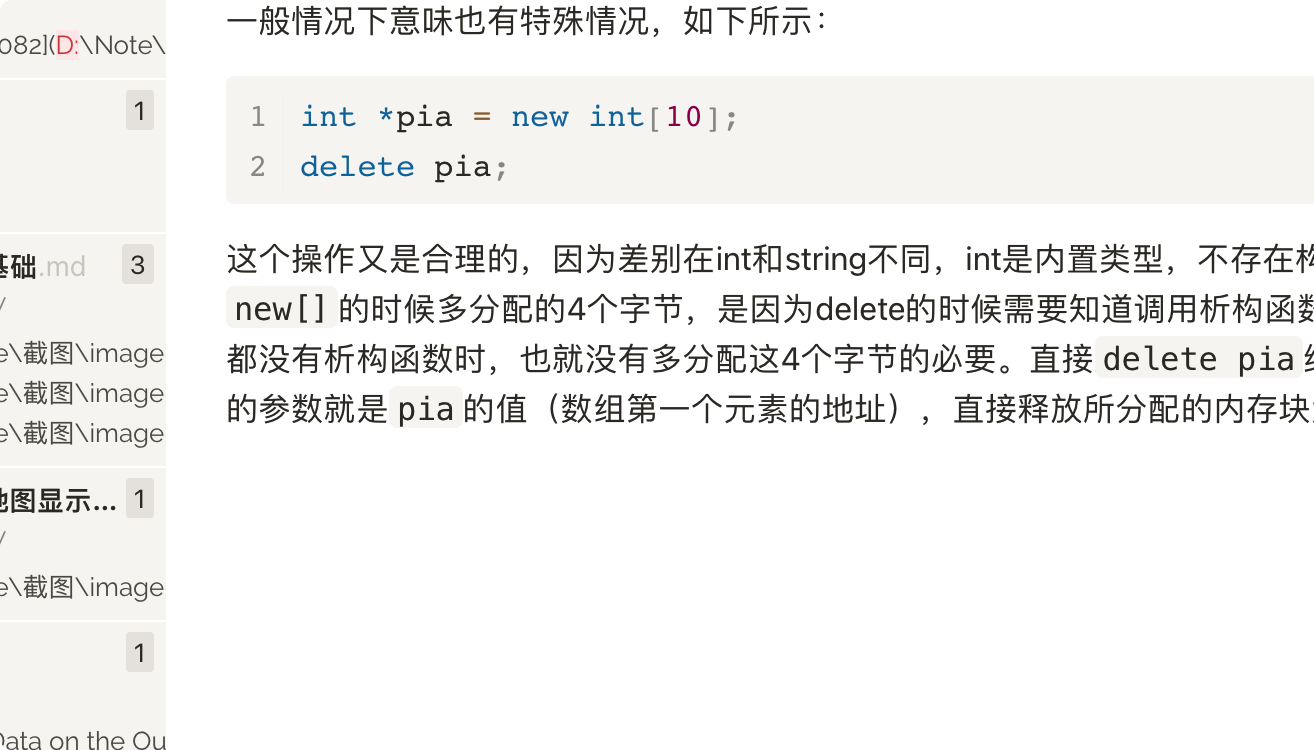 082](D:\Note\
1
基础.md 3
/
e\截图\image
e\截图\image
e\截图\image
地图显示... 1
/
e\截图\image
1
Data on the Ou
一般情况下意味也有特殊情况，如下所示：
1 int *pia = new int[10];
2 delete pia;
这个操作又是合理的，因为差别在int和string不同，int是内置类型，不存在构
new[]的时候多分配的4个字节，是因为delete的时候需要知道调用析构函数
都没有析构函数时，也就没有多分配这4个字节的必要。直接delete pia
的参数就是pia的值（数组第一个元素的地址），直接释放所分配的内存块